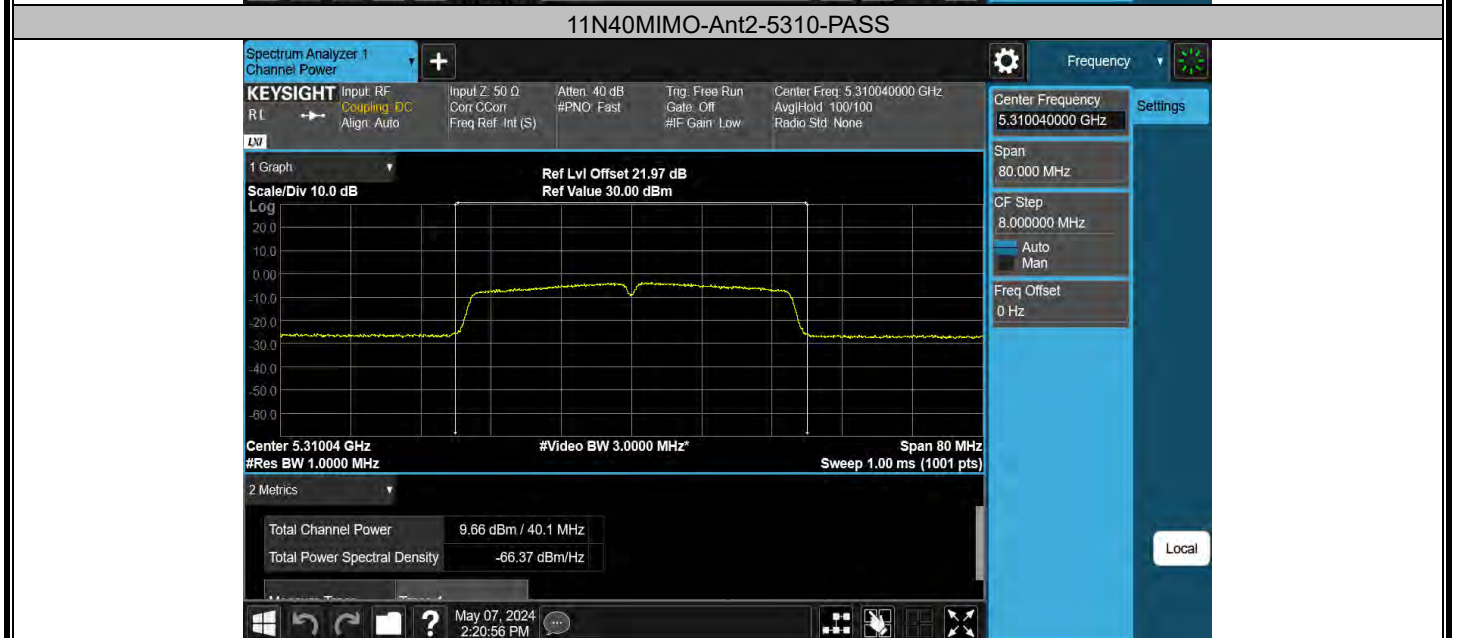 11N40MIMO-Ant2-5310-PASS
Spectrum Analyzer 1
Channel Power
Frequency
KEYSIGHT
RL
LXI
Input: RF
Coupling: DC
Align: Auto
Input Z: 50 Ω
Corr CCorr
Freq Ref: Int (S)
Atten: 40 dB
#PNO: Fast
Trig: Free Run
Gate: Off
#IF Gain: Low
Center Freq: 5.310040000 GHz
Avg|Hold: 100/100
Radio Std: None
Center Frequency
5.310040000 GHz
Settings
Span
80.000 MHz
CF Step
8.000000 MHz
Auto
Man
Freq Offset
0 Hz
1 Graph
Scale/Div 10.0 dB
Ref Lvl Offset 21.97 dB
Ref Value 30.00 dBm
Log
20.0
10.0
0.00
-10.0
-20.0
-30.0
-40.0
-50.0
-60.0
Center 5.31004 GHz
#Res BW 1.0000 MHz
#Video BW 3.0000 MHz*
Span 80 MHz
Sweep 1.00 ms (1001 pts)
2 Metrics
Total Channel Power 9.66 dBm / 40.1 MHz
Total Power Spectral Density -66.37 dBm/Hz
Local
?
May 07, 2024
2:20:56 PM